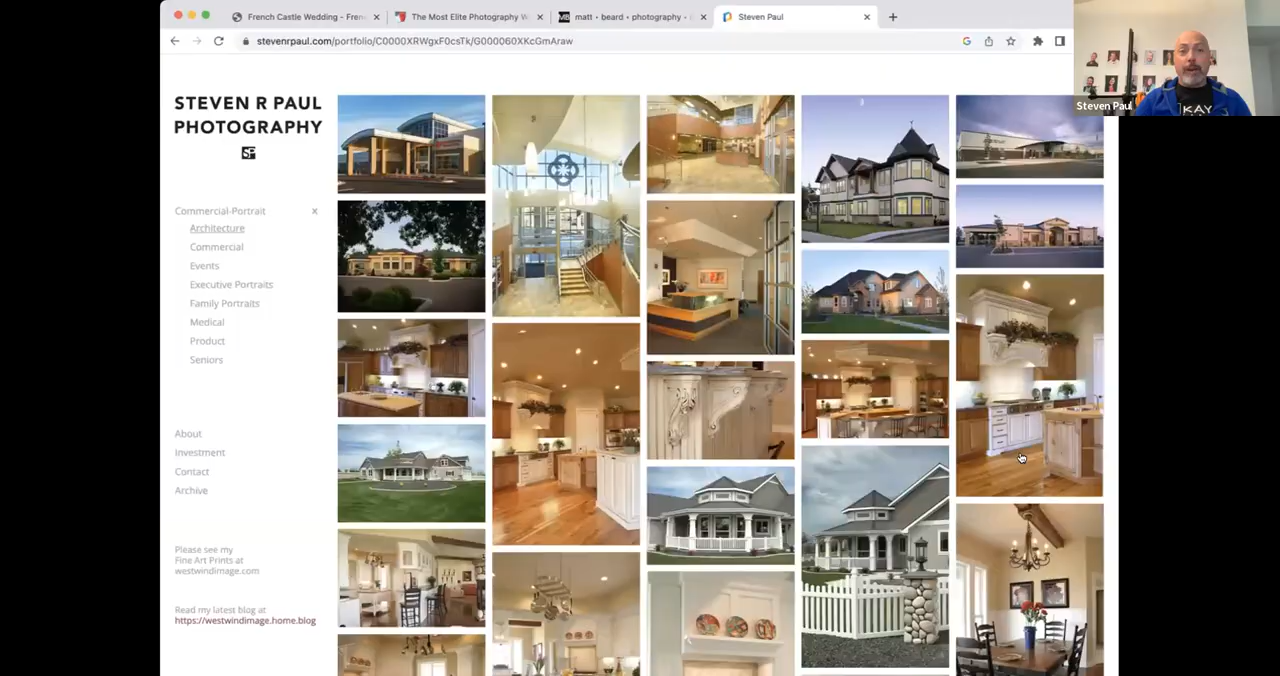 French Castle Wedding - Fren
The Most Elite Photography W
matt • beard • photography •
Steven Paul
stevenrpaul.com/portfolio/C0000XRWgxF0csTk/G000060XKcGmAraw
Steven Paul
KAY
STEVEN R PAUL
PHOTOGRAPHY
SP
Commercial-Portrait x
Architecture
Commercial
Events
Executive Portraits
Family Portraits
Medical
Product
Seniors
About
Investment
Contact
Archive
Please see my
Fine Art Prints at
westwindimage.com
Read my latest blog at
https://westwindimage.home.blog